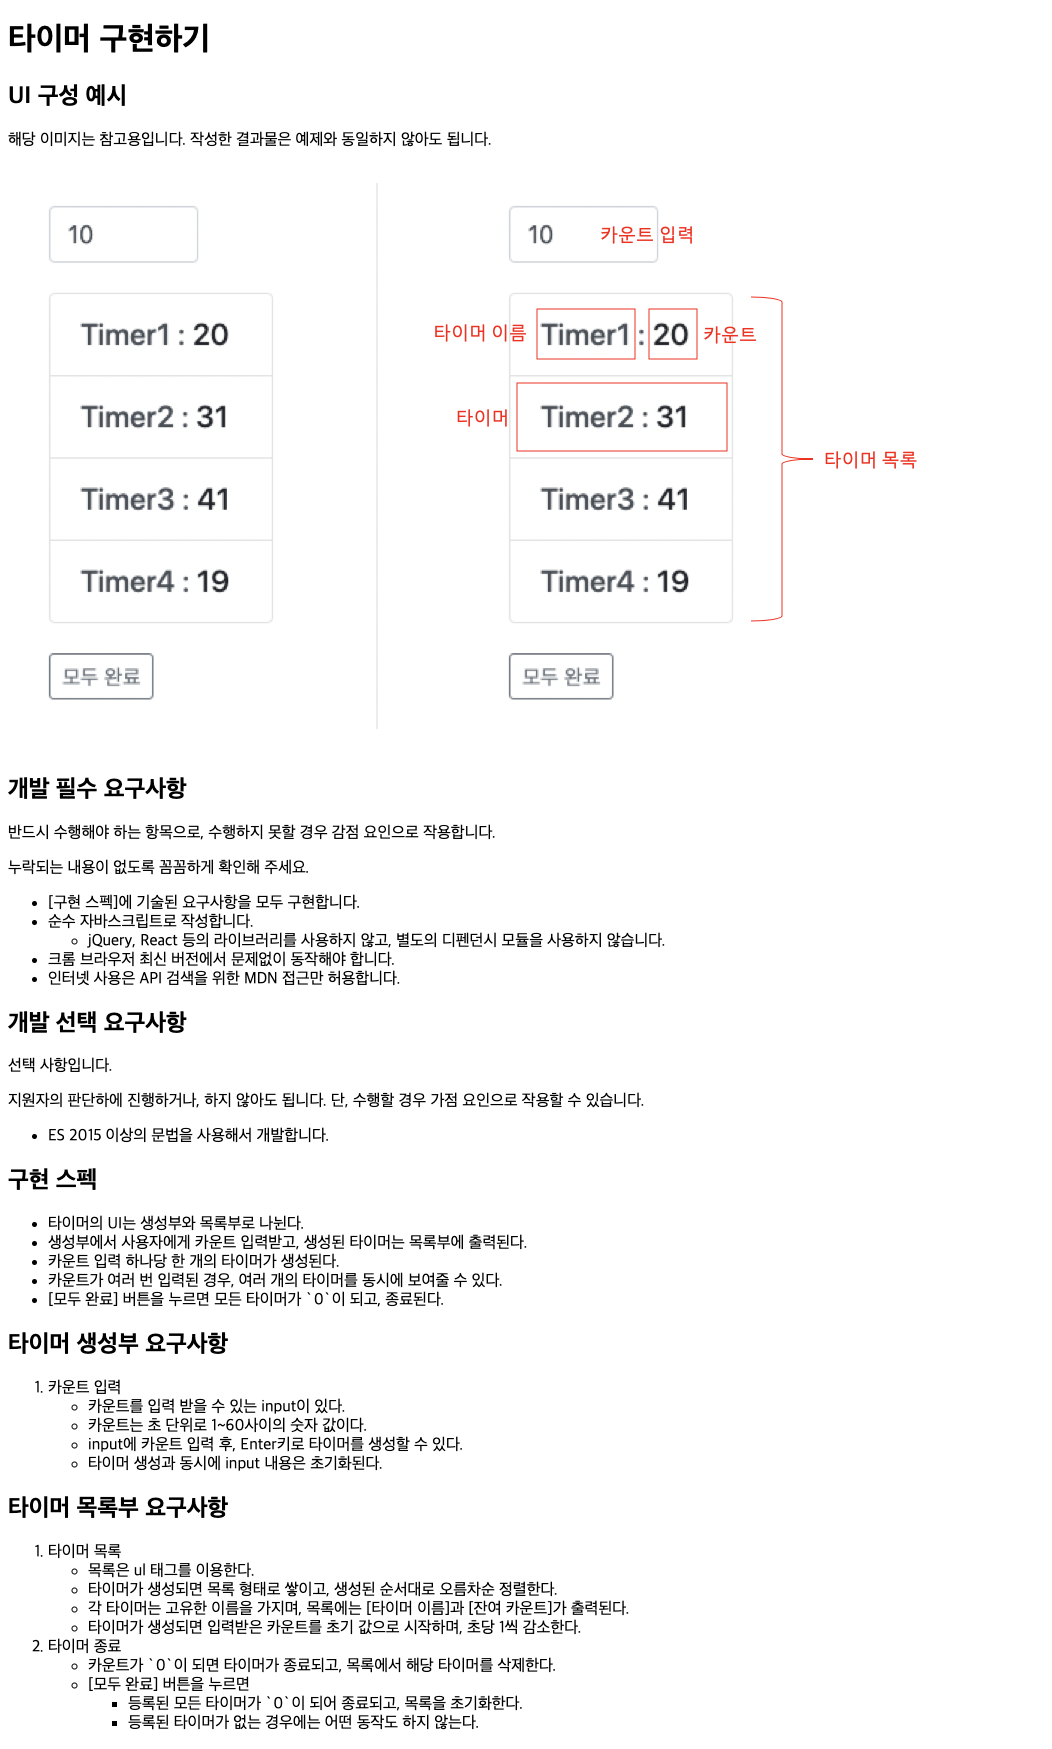 타이머 구현하기
UI 구성 예시
해당 이미지는 참고용입니다. 작성한 결과물은 예제와 동일하지 않아도 됩니다.
10
Timer1 : 20
Timer2 : 31
Timer3 : 41
Timer4 : 19
모두 완료
10 카운트 입력
타이머 이름 Timer1 : 20 카운트
타이머 Timer2 : 31
타이머 목록
Timer3 : 41
Timer4 : 19
모두 완료
개발 필수 요구사항
반드시 수행해야 하는 항목으로, 수행하지 못할 경우 감점 요인으로 작용합니다.
누락되는 내용이 없도록 꼼꼼하게 확인해 주세요.
• [구현 스펙]에 기술된 요구사항을 모두 구현합니다.
• 순수 자바스크립트로 작성합니다.
◦ jQuery, React 등의 라이브러리를 사용하지 않고, 별도의 디펜던시 모듈을 사용하지 않습니다.
• 크롬 브라우저 최신 버전에서 문제없이 동작해야 합니다.
• 인터넷 사용은 API 검색을 위한 MDN 접근만 허용합니다.
개발 선택 요구사항
선택 사항입니다.
지원자의 판단하에 진행하거나, 하지 않아도 됩니다. 단, 수행할 경우 가점 요인으로 작용할 수 있습니다.
• ES 2015 이상의 문법을 사용해서 개발합니다.
구현 스펙
• 타이머의 UI는 생성부와 목록부로 나뉜다.
• 생성부에서 사용자에게 카운트 입력받고, 생성된 타이머는 목록부에 출력된다.
• 카운트 입력 하나당 한 개의 타이머가 생성된다.
• 카운트가 여러 번 입력된 경우, 여러 개의 타이머를 동시에 보여줄 수 있다.
• [모두 완료] 버튼을 누르면 모든 타이머가 `0`이 되고, 종료된다.
타이머 생성부 요구사항
1. 카운트 입력
◦ 카운트를 입력 받을 수 있는 input이 있다.
◦ 카운트는 초 단위로 1~60사이의 숫자 값이다.
◦ input에 카운트 입력 후, Enter키로 타이머를 생성할 수 있다.
◦ 타이머 생성과 동시에 input 내용은 초기화된다.
타이머 목록부 요구사항
1. 타이머 목록
◦ 목록은 ul 태그를 이용한다.
◦ 타이머가 생성되면 목록 형태로 쌓이고, 생성된 순서대로 오름차순 정렬한다.
◦ 각 타이머는 고유한 이름을 가지며, 목록에는 [타이머 이름]과 [잔여 카운트]가 출력된다.
◦ 타이머가 생성되면 입력받은 카운트를 초기 값으로 시작하며, 초당 1씩 감소한다.
2. 타이머 종료
◦ 카운트가 `0`이 되면 타이머가 종료되고, 목록에서 해당 타이머를 삭제한다.
◦ [모두 완료] 버튼을 누르면
▪ 등록된 모든 타이머가 `0`이 되어 종료되고, 목록을 초기화한다.
▪ 등록된 타이머가 없는 경우에는 어떤 동작도 하지 않는다.